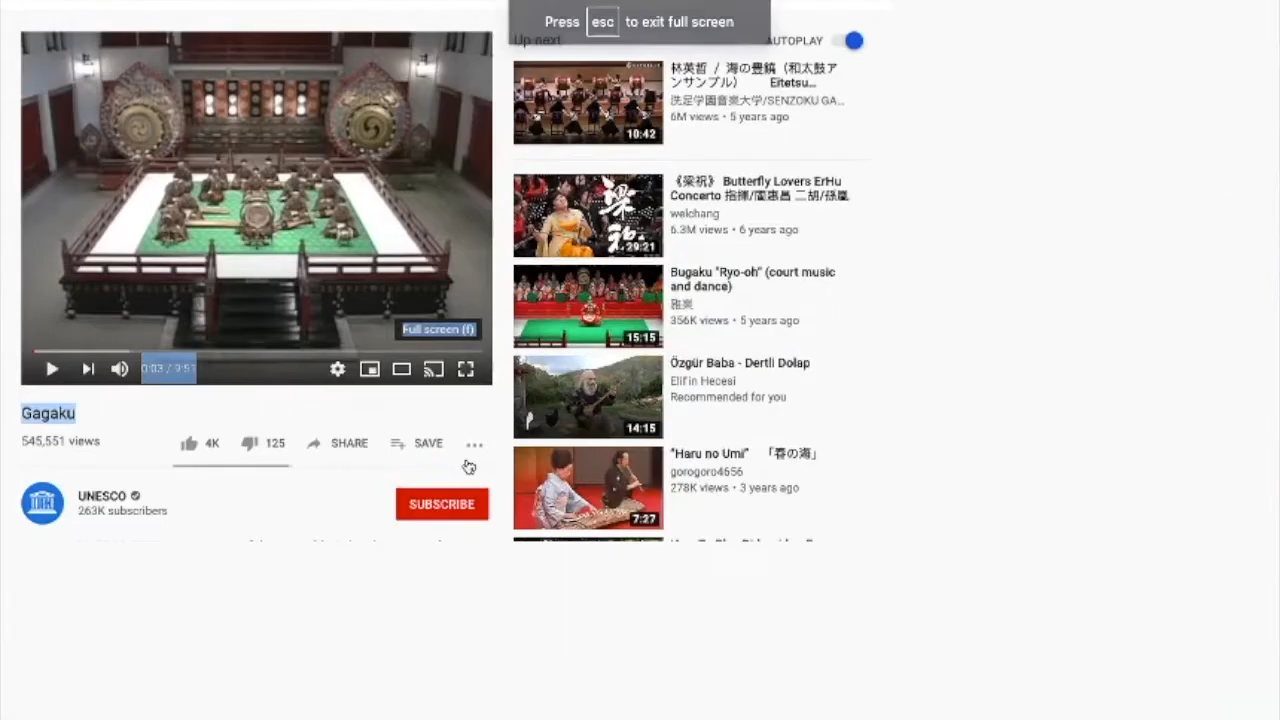 Press esc to exit full screen
Up next
AUTOPLAY
Full screen (f)
0:03 / 9:51
Gagaku
545,551 views
4K
125
SHARE
SAVE
UNESCO
263K subscribers
SUBSCRIBE
林英哲 / 海の豊饒（和太鼓ア
ンサンブル） Eitetsu...
洗足学園音楽大学/SENZOKU GA...
6M views • 5 years ago
10:42
《梁祝》 Butterfly Lovers ErHu
Concerto 指揮/閻惠昌 二胡/孫凰
welchang
6.3M views • 6 years ago
梁祝
29:21
Bugaku "Ryo-oh" (court music
and dance)
雅楽
356K views • 5 years ago
15:15
Özgür Baba - Dertli Dolap
Elif'in Hecesi
Recommended for you
14:15
"Haru no Umi" 「春の海」
gorogoro4656
278K views • 3 years ago
7:27